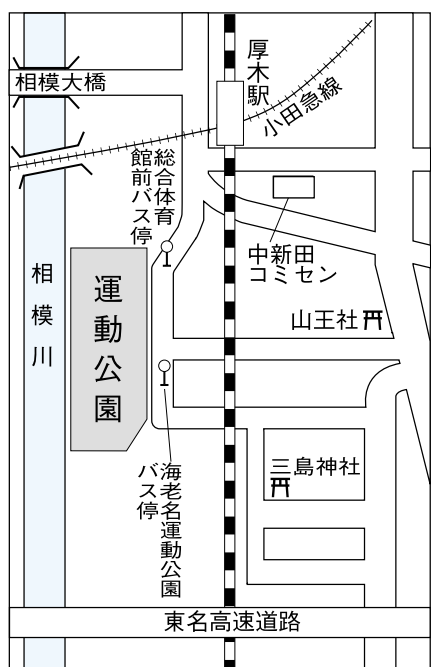 厚木駅
相模大橋
小田急線
総合体育
館前バス停
中新田
コミセン
相模川
運動公園
山王社
三島神社
海老名運動公園
バス停
東名高速道路